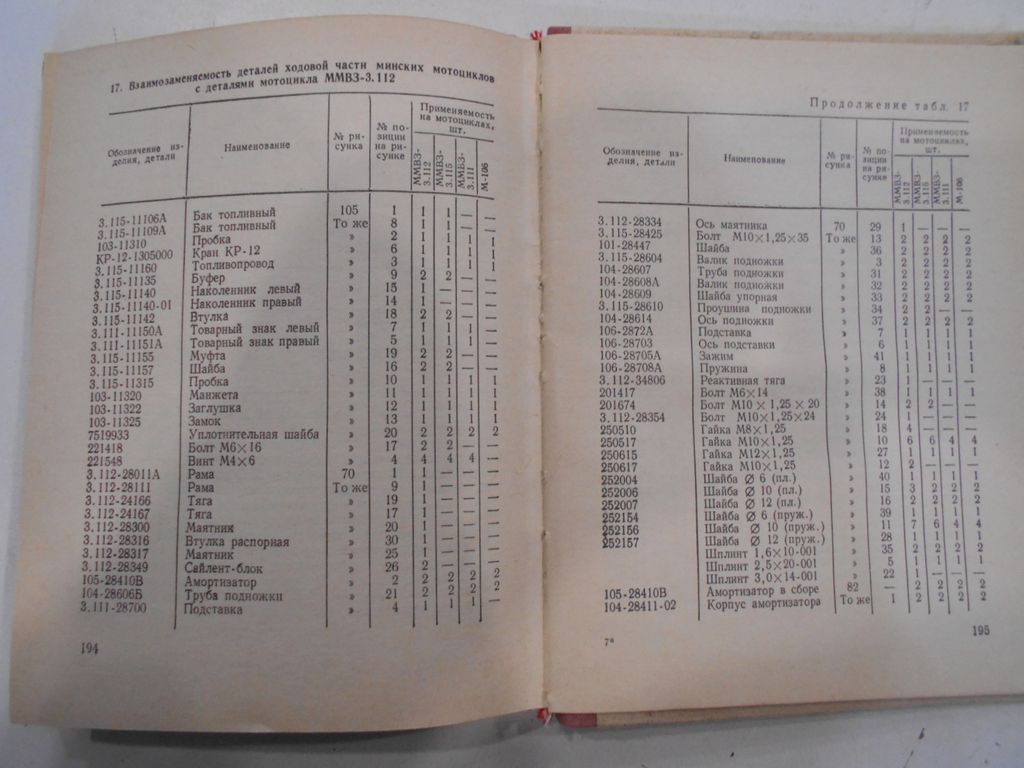 17. Взаимозаменяемость деталей ходовой части минских мотоциклов
с деталями мотоцикла ММВЗ-3.112
Обозначение из-
делия, детали
Наименование
№ ри-
сунка
№ по-
зиции
на ри-
сунке
Применяемость
на мотоциклах,
шт.
ММВЗ-
3.112
ММВЗ-
3.115
ММВЗ-
3.111
М-106
3.115-11106А Бак топливный 105 1 1 1 — —
3.115-11109А Бак топливный То же 8 1 1 — —
103-11310 Пробка » 2 1 1 1 1
КР-12-1305000 Кран КР-12 » 6 1 1 1 1
3.115-11160 Топливопровод » 3 1 1 1 1
3.115-11135 Буфер » 9 2 2 — —
3.115-11140 Наколенник левый » 15 1 — — —
3.115-11140-01 Наколенник правый » 14 1 — — —
3.115-11142 Втулка » 18 2 2 — —
3.111-11150А Товарный знак левый » 7 1 1 1 —
3.111-11151А Товарный знак правый » 5 1 1 1 —
3.115-11155 Муфта » 19 2 2 — —
3.115-11157 Шайба » 16 2 2 — —
3.115-11315 Пробка » 10 1 1 1 1
103-11320 Манжета » 11 1 1 1 1
103-11322 Заглушка » 12 1 1 1 1
103-11325 Замок » 13 1 1 1 1
7519933 Уплотнительная шайба » 20 2 2 2 2
221418 Болт М6×16 » 17 2 2 — —
221548 Винт М4×6 » 4 4 4 4 —
3.112-28011А Рама 70 1 1 — — —
3.112-28111 Рама То же 9 1 — — —
3.112-24166 Тяга » 19 1 — — —
3.112-24167 Тяга » 17 1 — — —
3.112-28300 Маятник » 20 1 — — —
3.112-28316 Втулка распорная » 30 1 — — —
3.112-28317 Маятник » 25 1 — — —
3.112-28349 Сайлент-блок » 26 2 — — —
105-28410В Амортизатор » 2 2 2 2 2
104-28606Б Труба подножки » 21 2 2 2 2
3.111-28700 Подставка » 4 1 1 1 —
194
Продолжение табл. 17
Обозначение из-
делия, детали
Наименование
№ ри-
сунка
№ по-
зиции
на ри-
сунке
Применяемость
на мотоциклах,
шт.
ММВЗ-
3.112
ММВЗ-
3.115
ММВЗ-
3.111
М-106
3.112-28334 Ось маятника 70 29 1 — — —
3.115-28425 Болт М10×1,25×35 То же 13 2 2 2 2
101-28447 Шайба » 36 2 2 2 2
3.115-28604 Валик подножки » 3 2 2 2 2
104-28607 Труба подножки » 31 2 2 2 2
104-28608А Валик подножки » 32 2 2 2 2
104-28609 Шайба упорная » 33 2 2 2 2
3.115-28610 Проушина подножки » 34 2 2 — —
104-28614 Ось подножки » 37 2 2 2 2
106-2872А Подставка » 7 1 1 1 1
106-28703 Ось подставки » 6 1 1 1 1
106-28705А Зажим » 41 1 1 1 1
106-28708А Пружина » 8 1 1 1 1
3.112-34806 Реактивная тяга » 23 1 — — —
201417 Болт М6×14 » 38 1 1 1 1
201674 Болт М10 × 1,25 × 20 » 14 2 2 — —
3.112-28354 Болт М10×1,25×24 » 24 1 — — —
250510 Гайка М8×1,25 » 18 4 — — —
250517 Гайка М10×1,25 » 10 6 6 4 4
250615 Гайка М12×1,25 » 27 1 1 1 1
250617 Гайка М10×1,25 » 12 2 — — —
252004 Шайба ∅ 6 (пл.) » 40 1 1 1 1
252006 Шайба ∅ 10 (пл.) » 15 3 2 2 2
252007 Шайба ∅ 12 (пл.) » 16 2 2 2 2
252154 Шайба ∅ 6 (пруж.) » 39 1 1 1 1
252156 Шайба ∅ 10 (пруж.) » 11 7 6 4 4
252157 Шайба ∅ 12 (пруж.) » 28 1 1 1 1
Шплинт 1,6×10-001 » 35 2 2 2 2
Шплинт 2,5×20-001 » 5 1 1 1 1
Шплинт 3,0×14-001 » 22 1 — — —
105-28410В Амортизатор в сборе 82 — 2 2 2 2
104-28411-02 Корпус амортизатора То же 1 2 2 2 2
7*
195